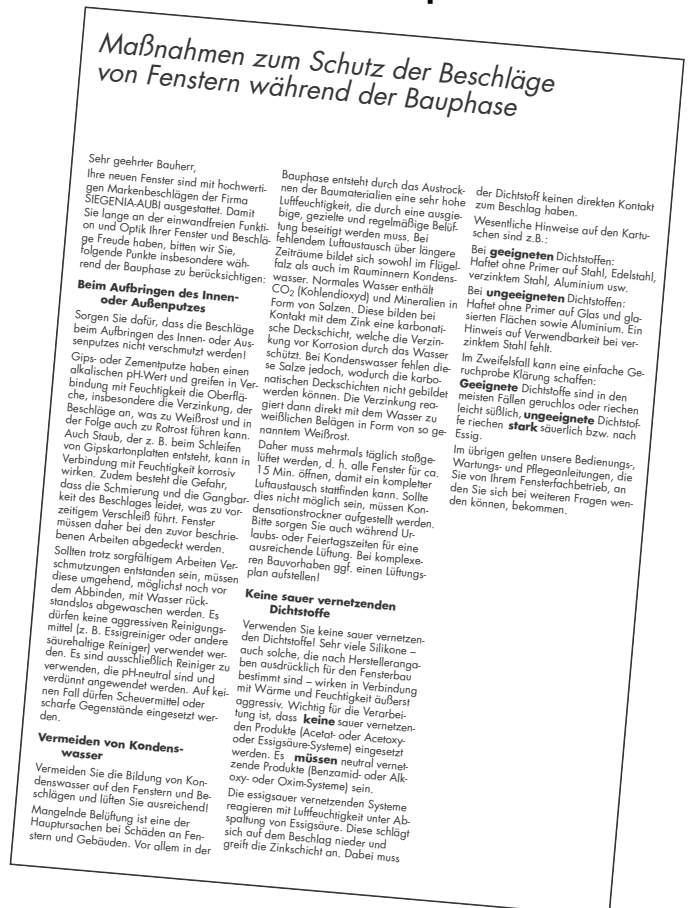 Maßnahmen zum Schutz der Beschläge
von Fenstern während der Bauphase
Sehr geehrter Bauherr,
Ihre neuen Fenster sind mit hochwerti-
gen Markenbeschlägen der Firma
SIEGENIA-AUBI ausgestattet. Damit
Sie lange an der einwandfreien Funkti-
on und Optik Ihrer Fenster und Beschlä-
ge Freude haben, bitten wir Sie,
folgende Punkte insbesondere wäh-
rend der Bauphase zu berücksichtigen:
Beim Aufbringen des Innen-
oder Außenputzes
Sorgen Sie dafür, dass die Beschläge
beim Aufbringen des Innen- oder Aus-
senputzes nicht verschmutzt werden!
Gips- oder Zementputze haben einen
alkalischen pH-Wert und greifen in Ver-
bindung mit Feuchtigkeit die Oberflä-
che, insbesondere die Verzinkung, der
Beschläge an, was zu Weißrost und in
der Folge auch zu Rotrost führen kann.
Auch Staub, der z. B. beim Schleifen
von Gipskartonplatten entsteht, kann in
Verbindung mit Feuchtigkeit korrosiv
wirken. Zudem besteht die Gefahr,
dass die Schmierung und die Gangbar-
keit des Beschlages leidet, was zu vor-
zeitigem Verschleiß führt. Fenster
müssen daher bei den zuvor beschrie-
benen Arbeiten abgedeckt werden.
Sollten trotz sorgfältigem Arbeiten Ver-
schmutzungen entstanden sein, müssen
diese umgehend, möglichst noch vor
dem Abbinden, mit Wasser rück-
standslos abgewaschen werden. Es
dürfen keine aggressiven Reinigungs-
mittel (z. B. Essigreiniger oder andere
säurehaltige Reiniger) verwendet wer-
den. Es sind ausschließlich Reiniger zu
verwenden, die pH-neutral sind und
verdünnt angewendet werden. Auf kei-
nen Fall dürfen Scheuermittel oder
scharfe Gegenstände eingesetzt wer-
den.
Vermeiden von Kondens-
wasser
Vermeiden Sie die Bildung von Kon-
denswasser auf den Fenstern und Be-
schlägen und lüften Sie ausreichend!
Mangelnde Belüftung ist eine der
Hauptursachen bei Schäden an Fen-
stern und Gebäuden. Vor allem in der
Bauphase entsteht durch das Austrock-
nen der Baumaterialien eine sehr hohe
Luftfeuchtigkeit, die durch eine ausgie-
bige, gezielte und regelmäßige Belüf-
tung beseitigt werden muss. Bei
fehlendem Luftaustausch über längere
Zeiträume bildet sich sowohl im Flügel-
falz als auch im Rauminnern Kondens-
wasser. Normales Wasser enthält
CO₂ (Kohlendioxyd) und Mineralien in
Form von Salzen. Diese bilden bei
Kontakt mit dem Zink eine karbonati-
sche Deckschicht, welche die Verzin-
kung vor Korrosion durch das Wasser
schützt. Bei Kondenswasser fehlen die-
se Salze jedoch, wodurch die karbo-
natischen Deckschichten nicht gebildet
werden können. Die Verzinkung rea-
giert dann direkt mit dem Wasser zu
weißlichen Belägen in Form von so ge-
nanntem Weißrost.
Daher muss mehrmals täglich stoßge-
lüftet werden, d. h. alle Fenster für ca.
15 Min. öffnen, damit ein kompletter
Luftaustausch stattfinden kann. Sollte
dies nicht möglich sein, müssen Kon-
densationstrockner aufgestellt werden.
Bitte sorgen Sie auch während Ur-
laubs- oder Feiertagszeiten für eine
ausreichende Lüftung. Bei komplexe-
ren Bauvorhaben ggf. einen Lüftungs-
plan aufstellen!
Keine sauer vernetzenden
Dichtstoffe
Verwenden Sie keine sauer vernetzen-
den Dichtstoffe! Sehr viele Silikone –
auch solche, die nach Herstelleranga-
ben ausdrücklich für den Fensterbau
bestimmt sind – wirken in Verbindung
mit Wärme und Feuchtigkeit äußerst
aggressiv. Wichtig für die Verarbei-
tung ist, dass keine sauer vernetzen-
den Produkte (Acetat- oder Acetoxy-
oder Essigsäure-Systeme) eingesetzt
werden. Es müssen neutral vernet-
zende Produkte (Benzamid- oder Alk-
oxy- oder Oxim-Systeme) sein.
Die essigsauer vernetzenden Systeme
reagieren mit Luftfeuchtigkeit unter Ab-
spaltung von Essigsäure. Diese schlägt
sich auf dem Beschlag nieder und
greift die Zinkschicht an. Dabei muss
der Dichtstoff keinen direkten Kontakt
zum Beschlag haben.
Wesentliche Hinweise auf den Kartu-
schen sind z.B.:
Bei geeigneten Dichtstoffen:
Haftet ohne Primer auf Stahl, Edelstahl,
verzinktem Stahl, Aluminium usw.
Bei ungeeigneten Dichtstoffen:
Haftet ohne Primer auf Glas und gla-
sierten Flächen sowie Aluminium. Ein
Hinweis auf Verwendbarkeit bei ver-
zinktem Stahl fehlt.
Im Zweifelsfall kann eine einfache Ge-
ruchprobe Klärung schaffen:
Geeignete Dichtstoffe sind in den
meisten Fällen geruchlos oder riechen
leicht süßlich, ungeeignete Dichtstof-
fe riechen stark säuerlich bzw. nach
Essig.
Im übrigen gelten unsere Bedienungs-,
Wartungs- und Pflegeanleitungen, die
Sie von Ihrem Fensterfachbetrieb, an
den Sie sich bei weiteren Fragen wen-
den können, bekommen.